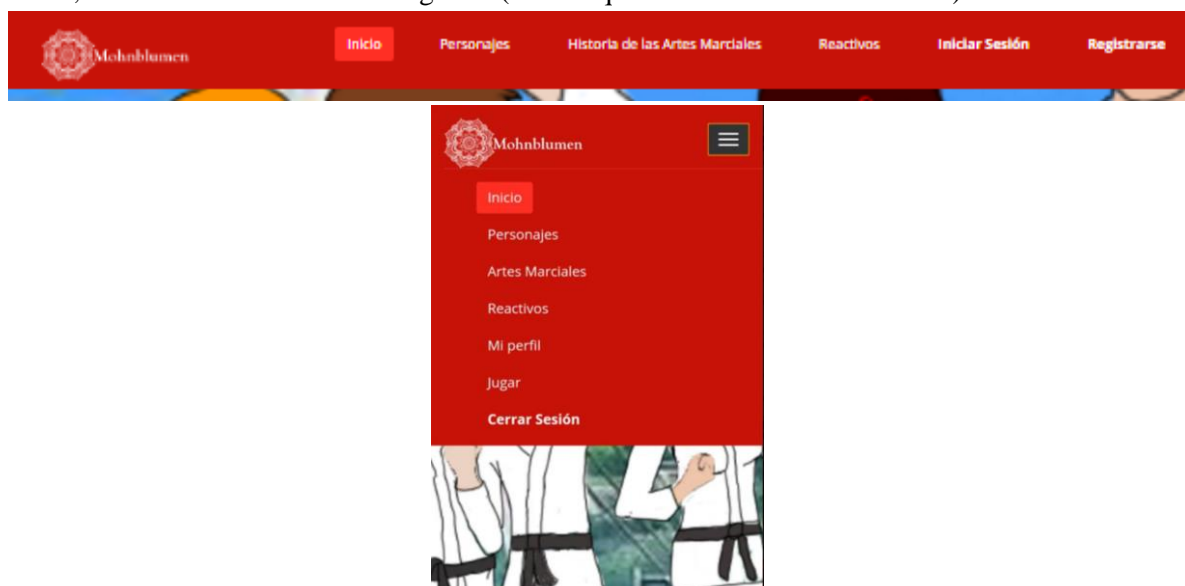 Mohnblumen Inicio Personajes Historia de las Artes Marciales Reactivos Iniciar Sesión Registrarse
Mohnblumen
Inicio
Personajes
Artes Marciales
Reactivos
Mi perfil
Jugar
Cerrar Sesión